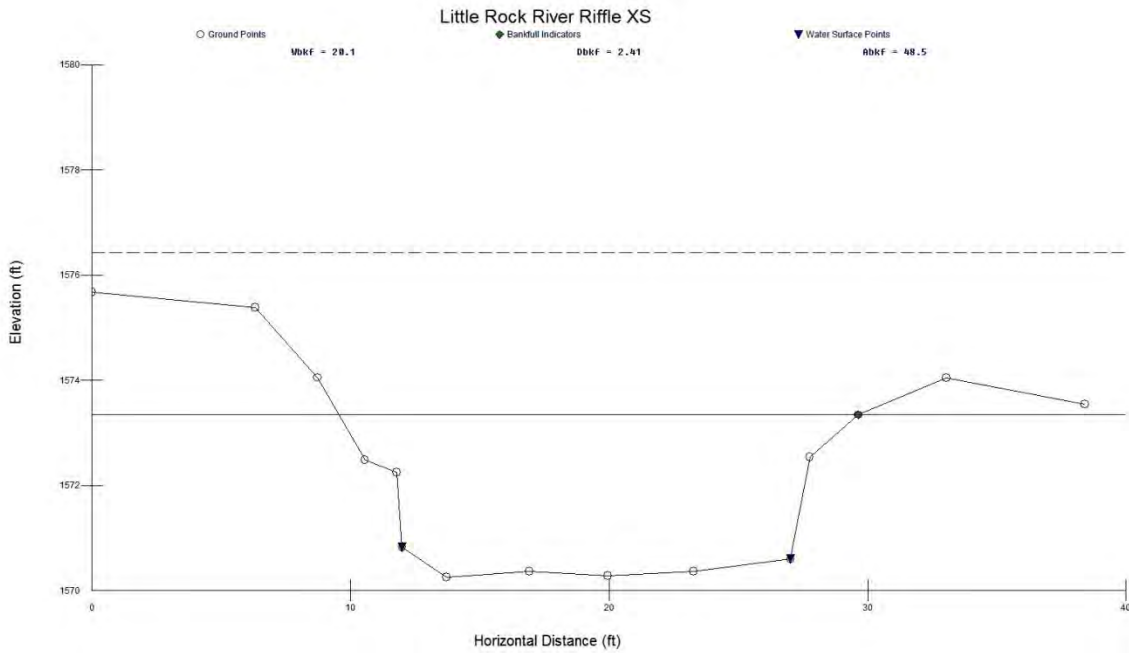 Little Rock River Riffle XS
Ground Points Bankfull Indicators Water Surface Points
Wbkf = 20.1 Dbkf = 2.41 Abkf = 48.5
1580
1578
1576
1574
1572
1570
Elevation (ft)
0 10 20 30 40
Horizontal Distance (ft)